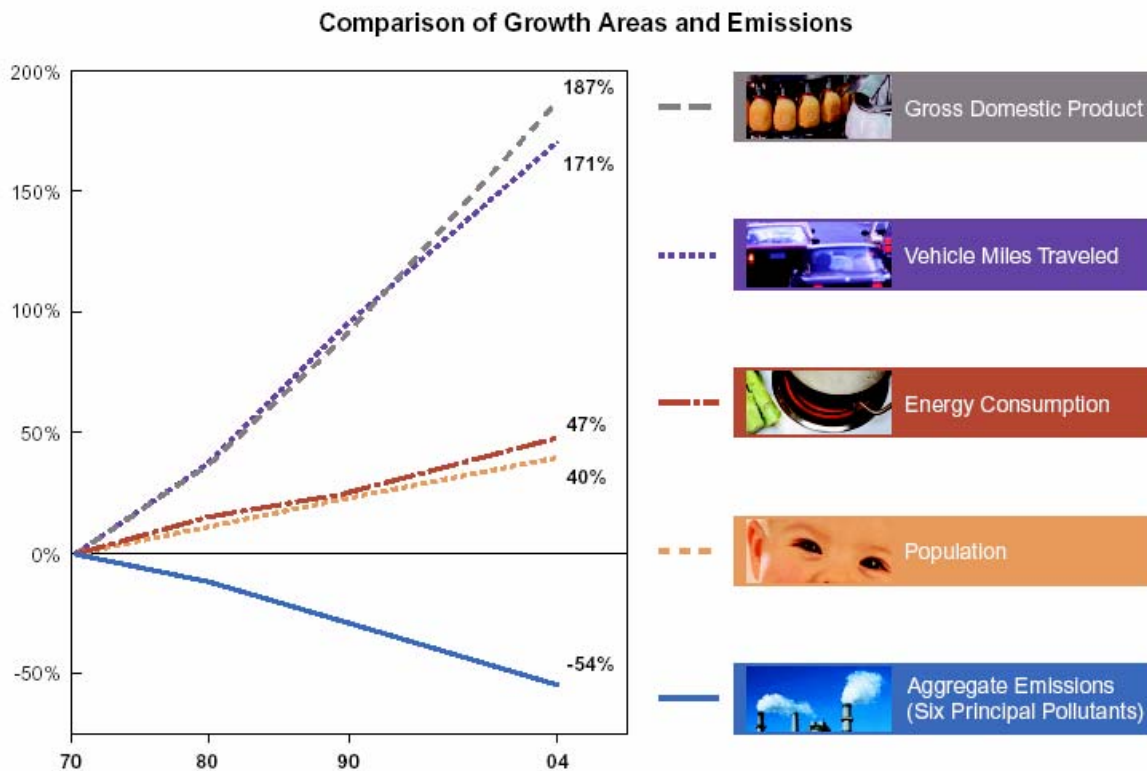 Comparison of Growth Areas and Emissions
200%
150%
100%
50%
0%
-50%
70
80
90
04
187%
171%
47%
40%
-54%
Gross Domestic Product
Vehicle Miles Traveled
Energy Consumption
Population
Aggregate Emissions
(Six Principal Pollutants)